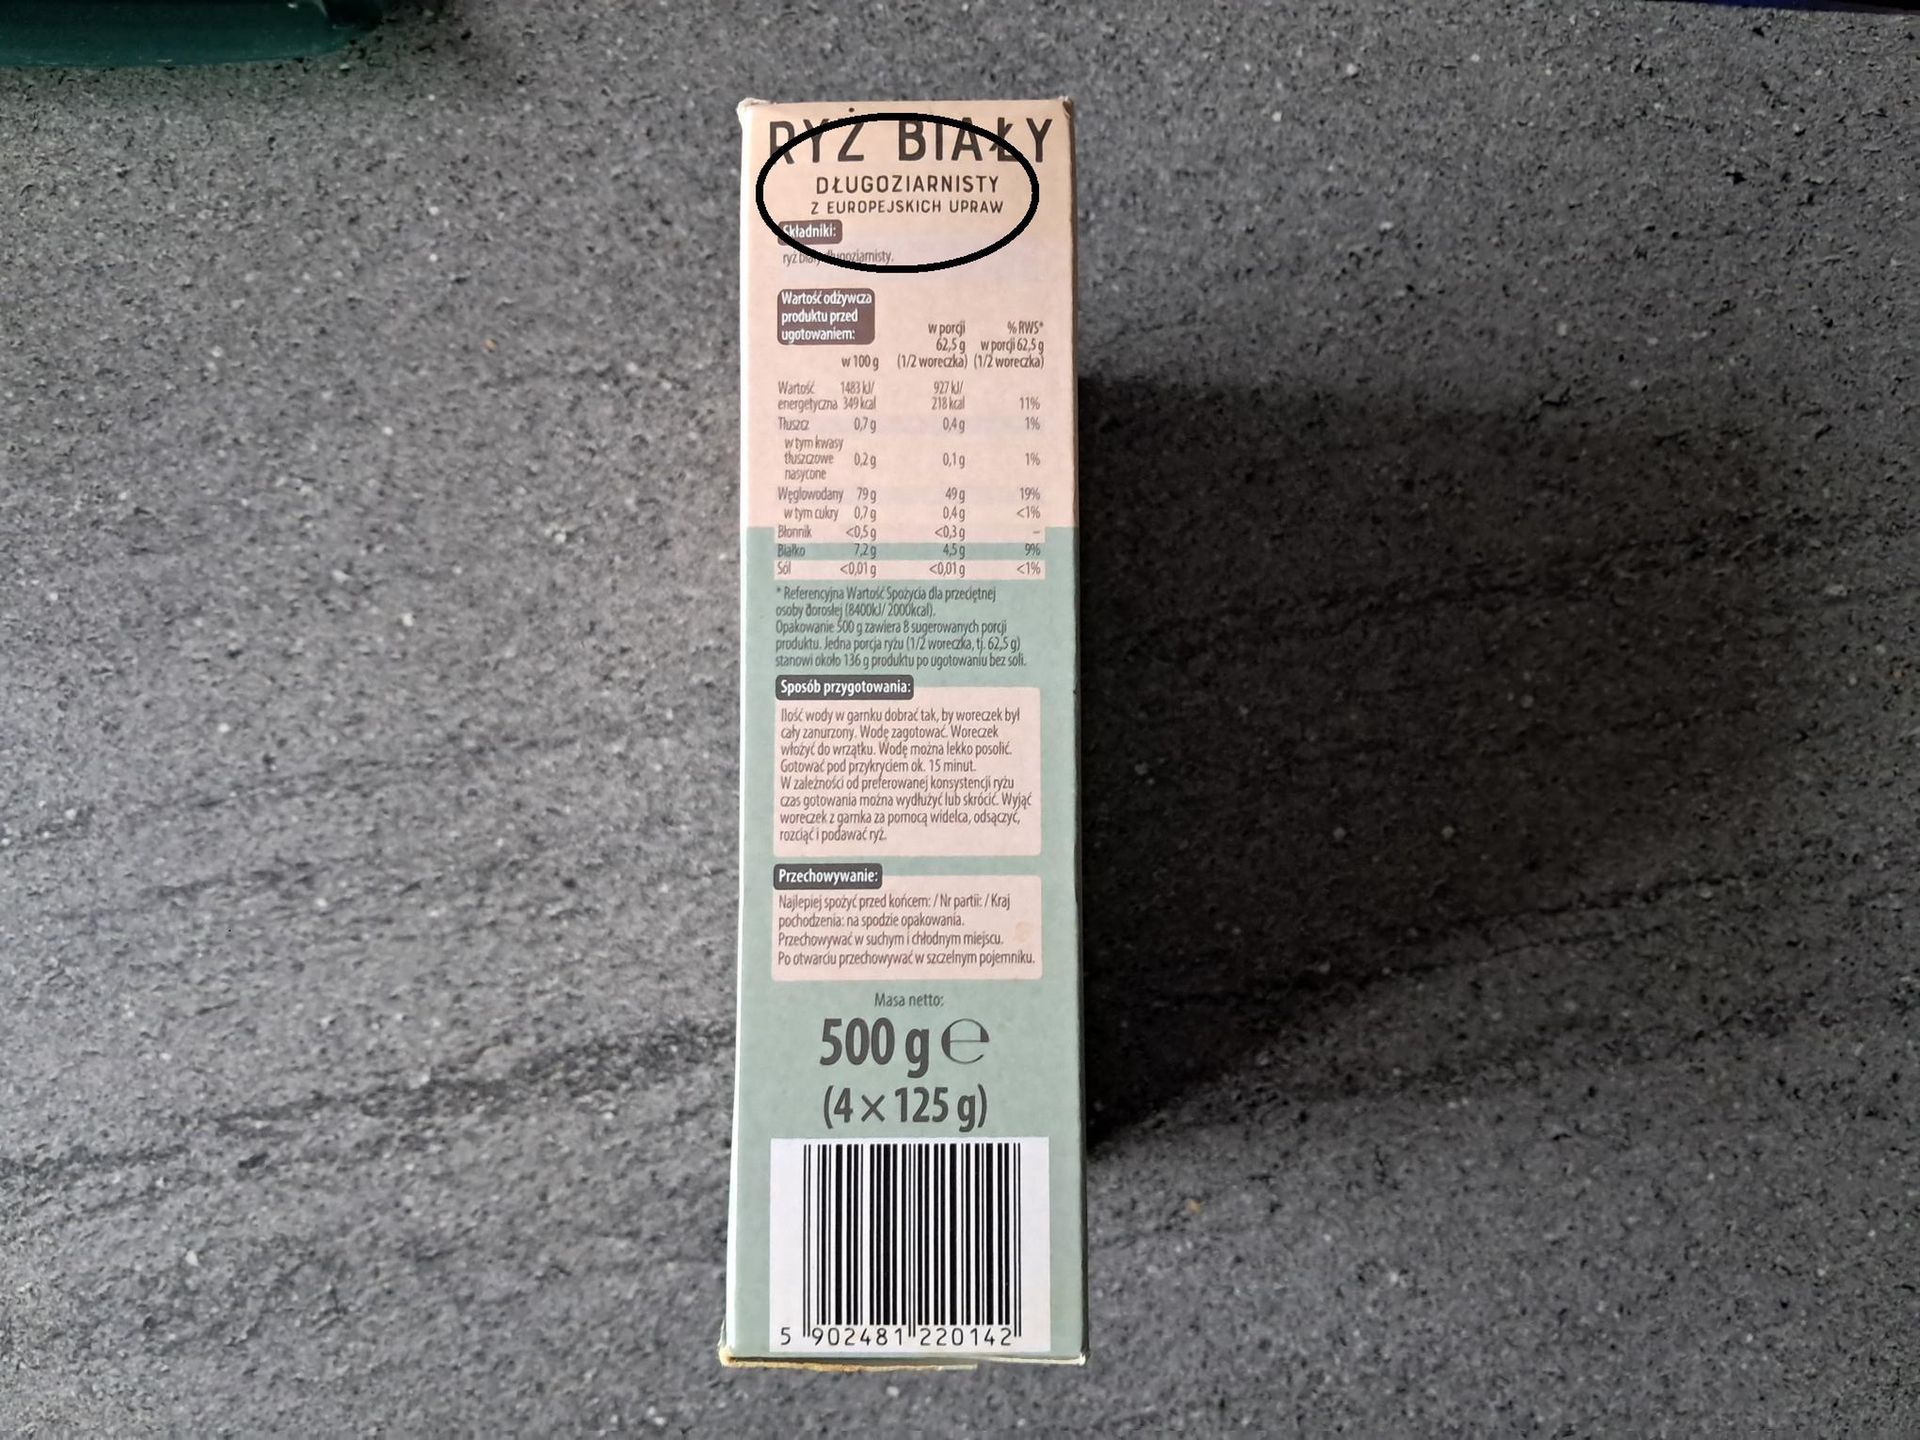 RYŻ BIAŁY
DŁUGOZIARNISTY
Z EUROPEJSKICH UPRAW
Składniki:
ryż biały długoziarnisty.
Wartość odżywcza
produktu przed
ugotowaniem:
w 100 g
w porcji
62,5 g
(1/2 woreczka)
% RWS*
w porcji 62,5 g
(1/2 woreczka)
Wartość 1483 kJ/ 927 kJ/
energetyczna 349 kcal 218 kcal 11%
Tłuszcz 0,7 g 0,4 g 1%
w tym kwasy
tłuszczowe 0,2 g 0,1 g 1%
nasycone
Węglowodany 79 g 49 g 19%
w tym cukry 0,7 g 0,4 g <1%
Błonnik <0,5 g <0,3 g –
Białko 7,2 g 4,5 g 9%
Sól <0,01 g <0,01 g <1%
* Referencyjna Wartość Spożycia dla przeciętnej
osoby dorosłej (8400kJ/ 2000kcal).
Opakowanie 500 g zawiera 8 sugerowanych porcji
produktu. Jedna porcja ryżu (1/2 woreczka, tj. 62,5 g)
stanowi około 136 g produktu po ugotowaniu bez soli.
Sposób przygotowania:
Ilość wody w garnku dobrać tak, by woreczek był
cały zanurzony. Wodę zagotować. Woreczek
włożyć do wrzątku. Wodę można lekko posolić.
Gotować pod przykryciem ok. 15 minut.
W zależności od preferowanej konsystencji ryżu
czas gotowania można wydłużyć lub skrócić. Wyjąć
woreczek z garnka za pomocą widelca, odsączyć,
rozciąć i podawać ryż.
Przechowywanie:
Najlepiej spożyć przed końcem: / Nr partii: / Kraj
pochodzenia: na spodzie opakowania.
Przechowywać w suchym i chłodnym miejscu.
Po otwarciu przechowywać w szczelnym pojemniku.
Masa netto:
500 g ℮
(4 × 125 g)
5 902481 220142